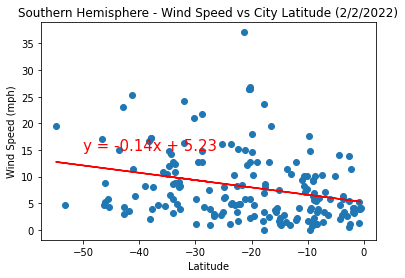 Southern Hemisphere - Wind Speed vs City Latitude (2/2/2022)
35
30
25
20
15
10
5
0
Wind Speed (mph)
y = -0.14x + 5.23
−50 −40 −30 −20 −10 0
Latitude